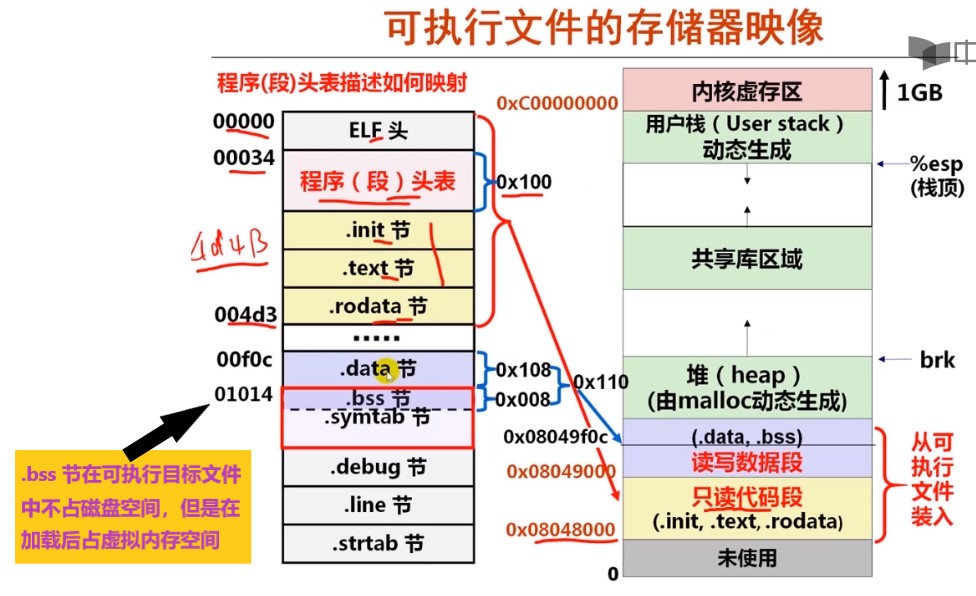 可执行文件的存储器映像
中
程序(段)头表描述如何映射
00000
ELF 头
00034
程序（段）头表
0x100
.init 节
1d4B
.text 节
.rodata 节
004d3
.....
00f0c
.data 节
0x108
01014
.bss 节
0x008
0x110
.symtab 节
.debug 节
.line 节
.strtab 节
.bss 节在可执行目标文件
中不占磁盘空间，但是在
加载后占虚拟内存空间
0xC00000000
内核虚存区
1GB
用户栈（User stack）
动态生成
%esp
(栈顶)
共享库区域
brk
堆（heap）
(由malloc动态生成)
0x08049f0c
(.data, .bss)
读写数据段
0x08049000
只读代码段
(.init, .text, .rodata)
0x08048000
未使用
0
从可
执行
文件
装入